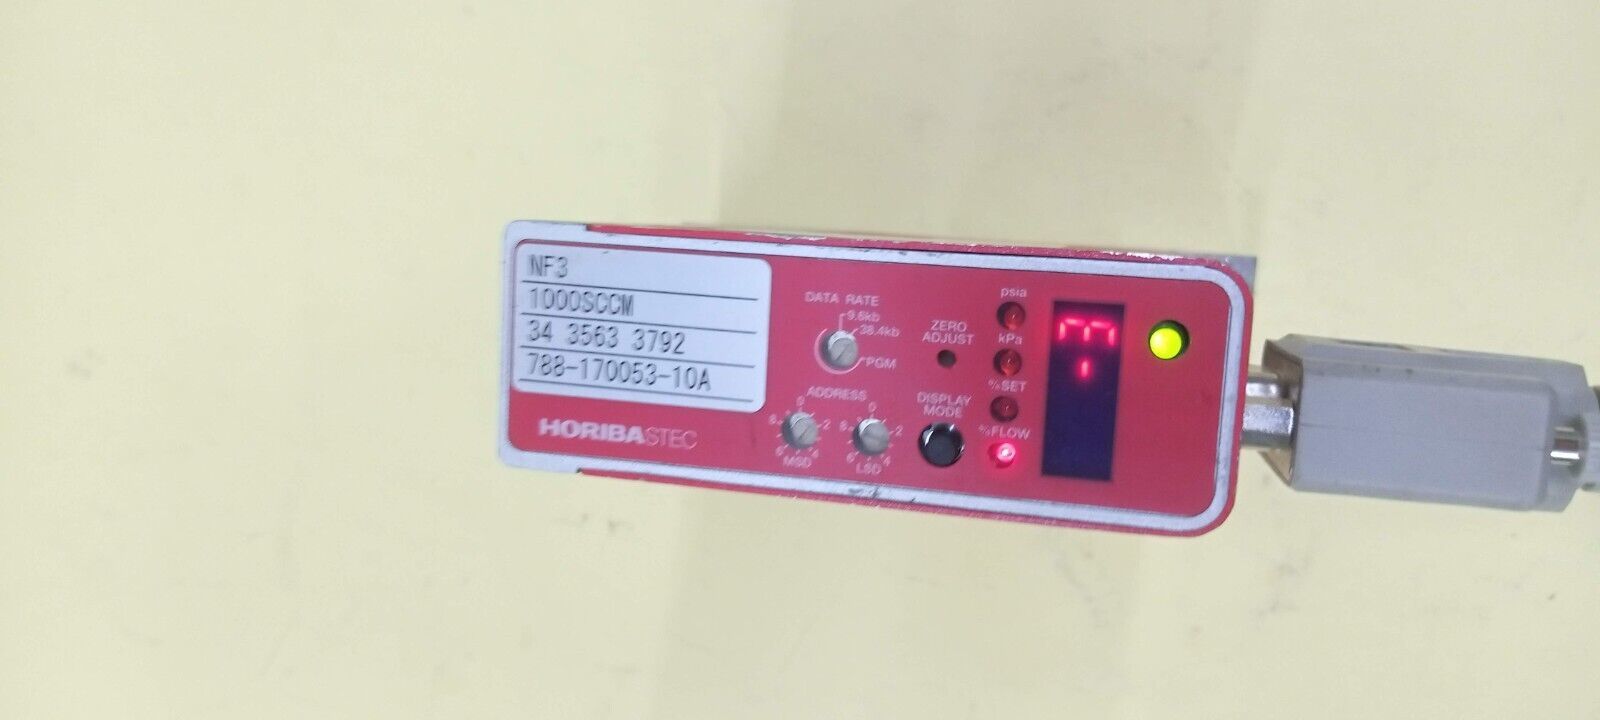 NF3
1000SCCM
34 3563 3792
788-170053-10A
HORIBASTEC
DATA RATE
9.6kb
38.4kb
PGM
ADDRESS
0
2
4
6
8
MSD
0
2
4
6
8
LSD
ZERO
ADJUST
DISPLAY
MODE
psia
kPa
%SET
%FLOW